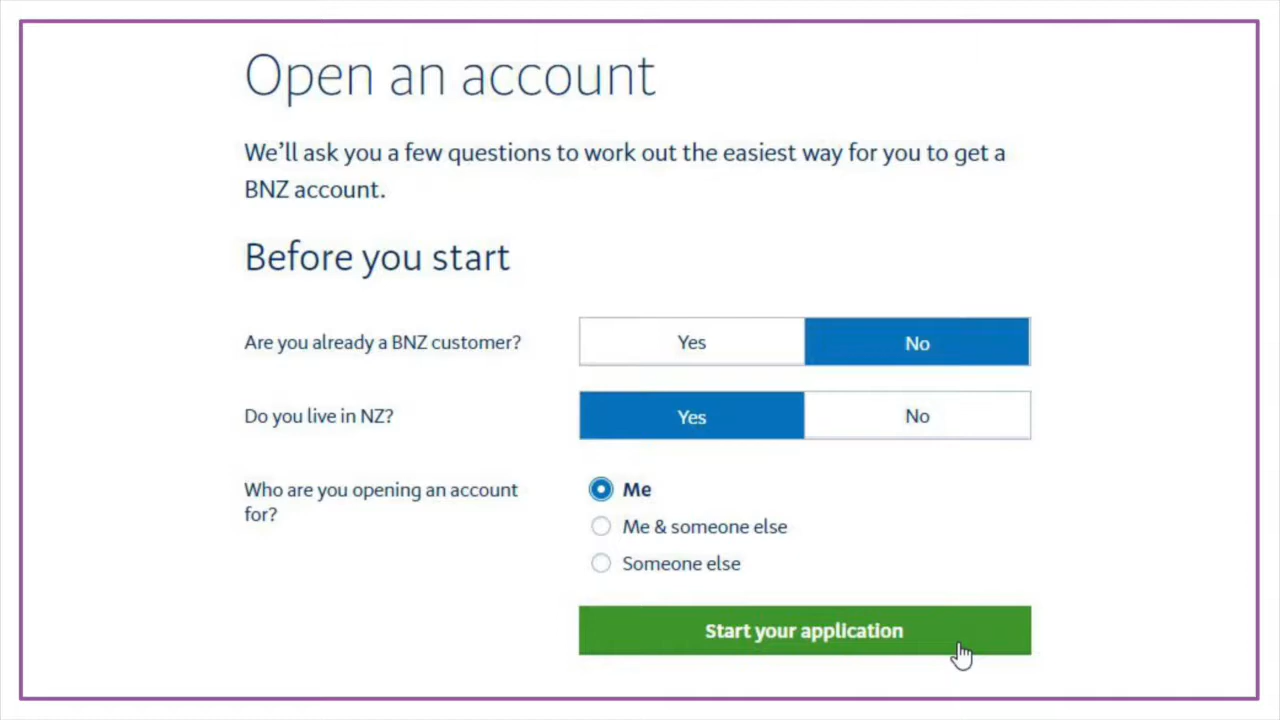 Open an account
We'll ask you a few questions to work out the easiest way for you to get a
BNZ account.
Before you start
Are you already a BNZ customer?
Yes
No
Do you live in NZ?
Yes
No
Who are you opening an account
for?
Me
Me & someone else
Someone else
Start your application